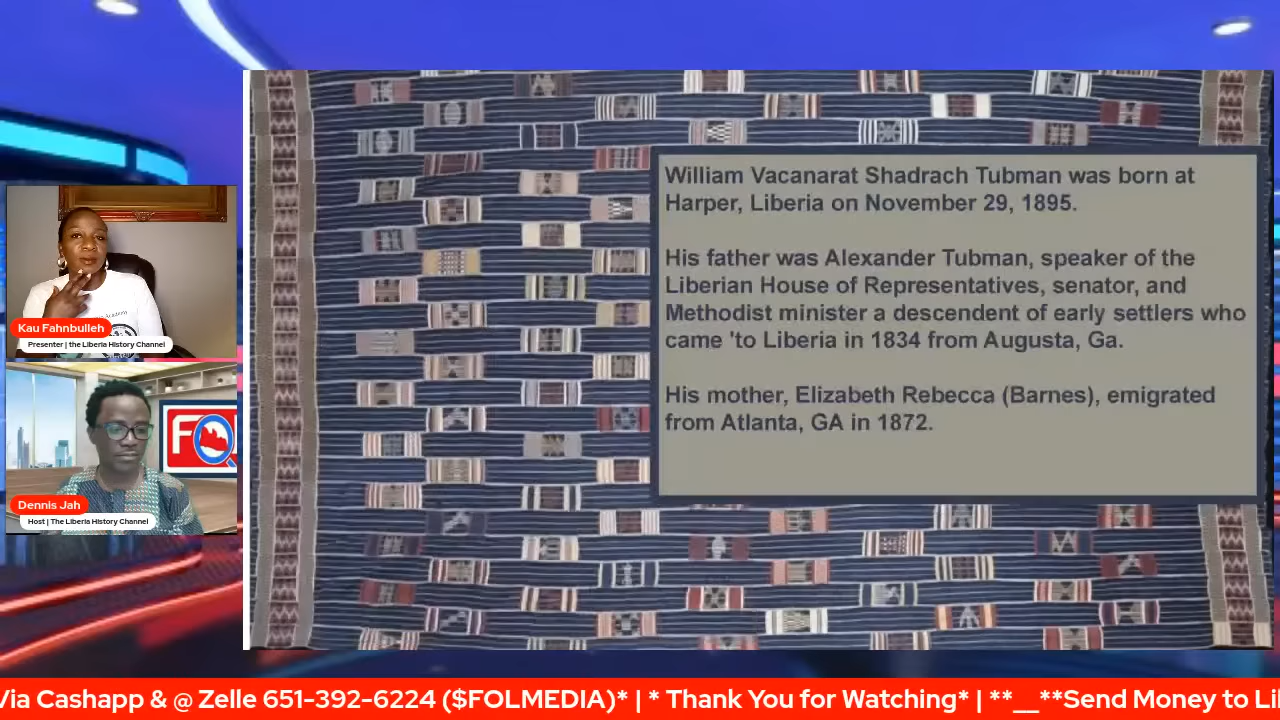 William Vacanarat Shadrach Tubman was born at
Harper, Liberia on November 29, 1895.
His father was Alexander Tubman, speaker of the
Liberian House of Representatives, senator, and
Methodist minister a descendent of early settlers who
came 'to Liberia in 1834 from Augusta, Ga.
His mother, Elizabeth Rebecca (Barnes), emigrated
from Atlanta, GA in 1872.
Kau Fahnbulleh
Presenter | the Liberia History Channel
FO
Dennis Jah
Host | The Liberia History Channel
Via Cashapp & @ Zelle 651-392-6224 ($FOLMEDIA)* | * Thank You for Watching* | **__**Send Money to Li